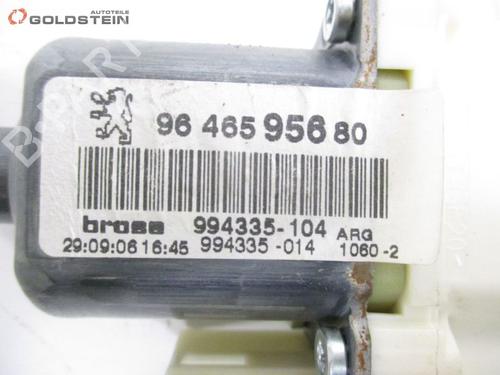 AUTOTEILE
GOLDSTEIN
B-PARTS
96 465 956 80
brose 994335-104 ARG
29:09:06 16:45 994335-014 1060-2